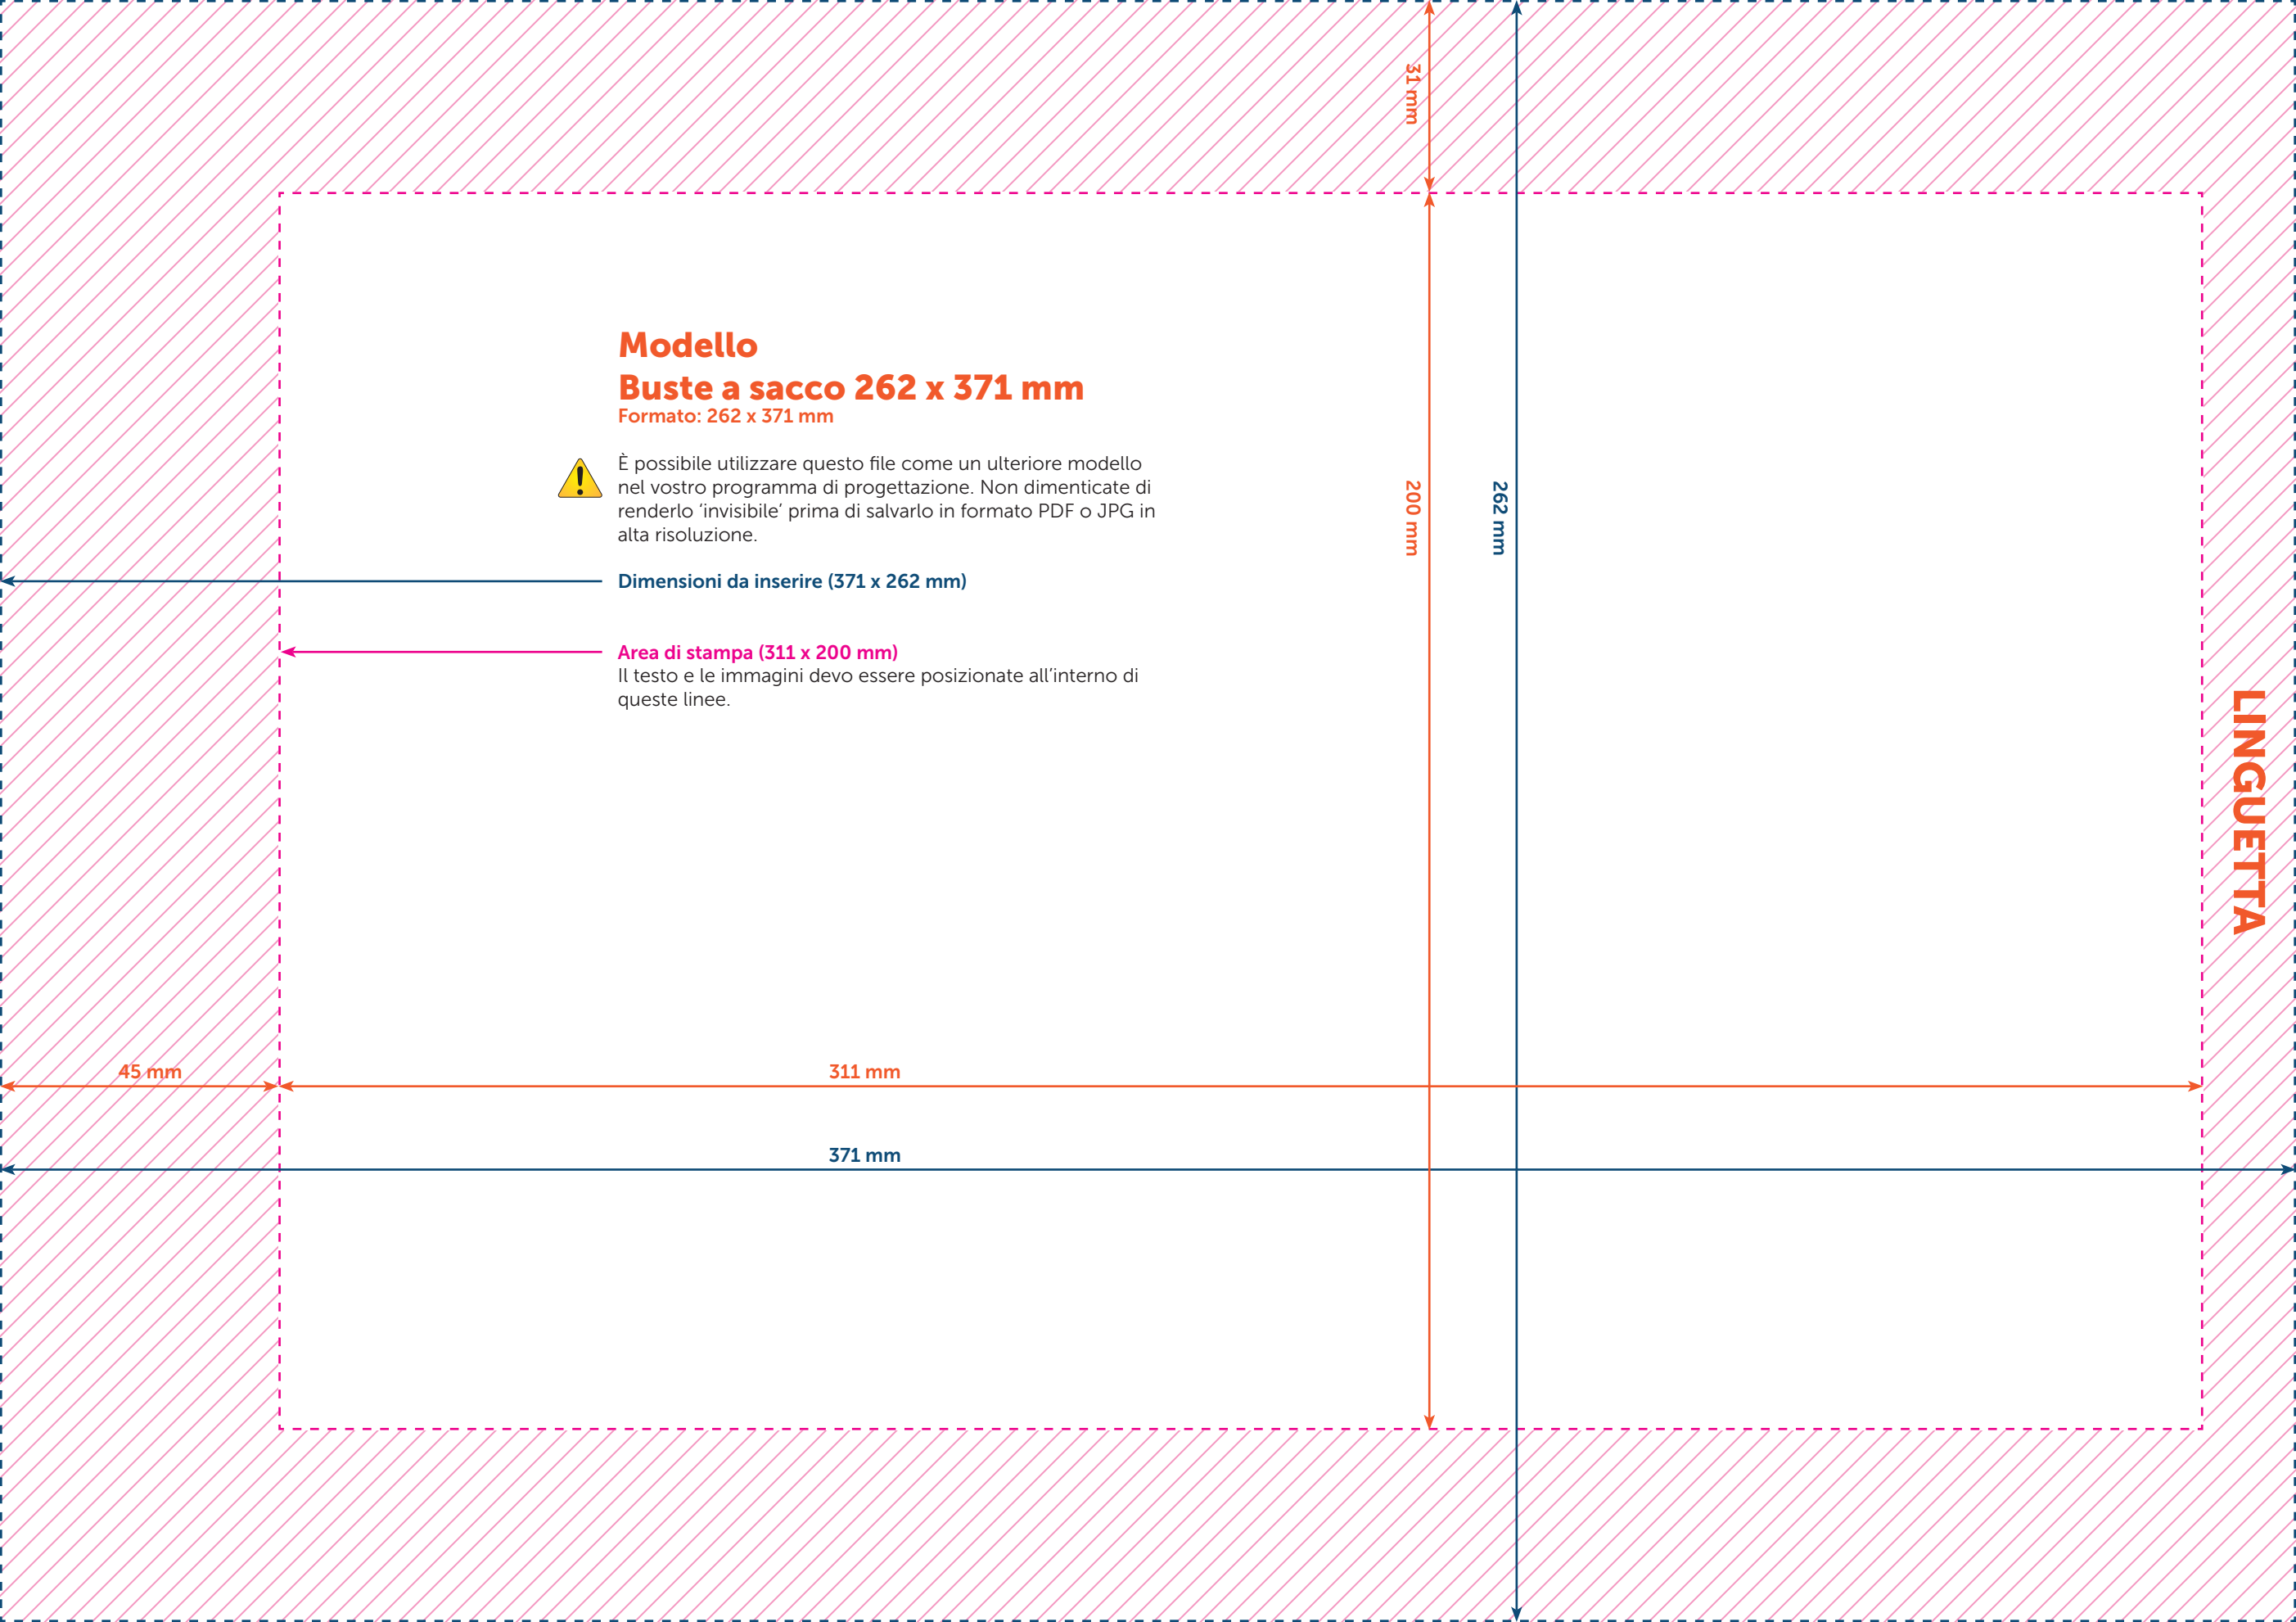 31 mm
Modello
Buste a sacco 262 x 371 mm
Formato: 262 x 371 mm
È possibile utilizzare questo file come un ulteriore modello
nel vostro programma di progettazione. Non dimenticate di
renderlo ‘invisibile’ prima di salvarlo in formato PDF o JPG in
alta risoluzione.
200 mm
262 mm
Dimensioni da inserire (371 x 262 mm)
Area di stampa (311 x 200 mm)
Il testo e le immagini devo essere posizionate all’interno di
queste linee.
LINGUETTA
45 mm
311 mm
371 mm